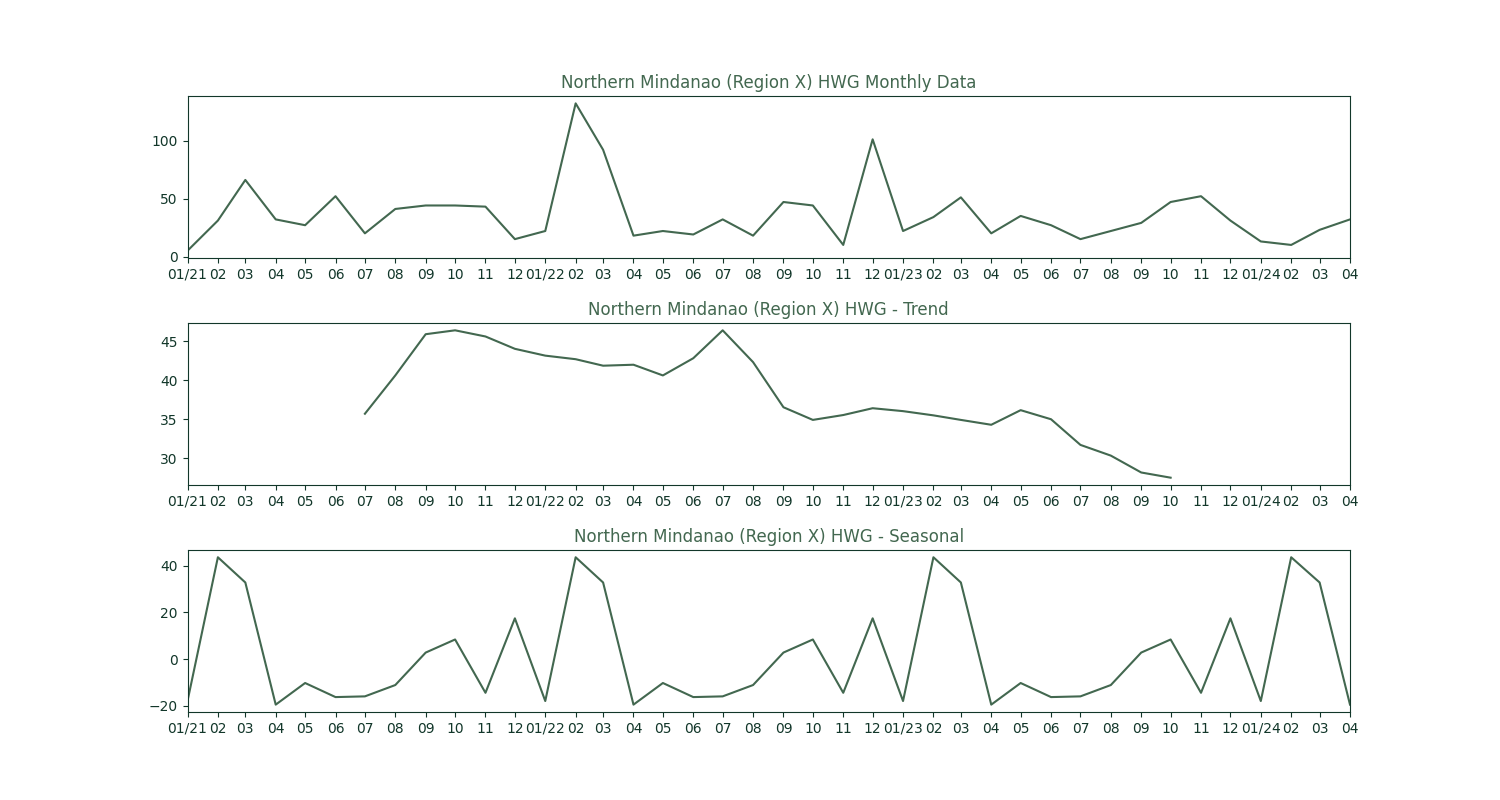 Northern Mindanao (Region X) HWG Monthly Data
100
50
0
01/21 02 03 04 05 06 07 08 09 10 11 12 01/22 02 03 04 05 06 07 08 09 10 11 12 01/23 02 03 04 05 06 07 08 09 10 11 12 01/24 02 03 04
Northern Mindanao (Region X) HWG - Trend
45
40
35
30
01/21 02 03 04 05 06 07 08 09 10 11 12 01/22 02 03 04 05 06 07 08 09 10 11 12 01/23 02 03 04 05 06 07 08 09 10 11 12 01/24 02 03 04
Northern Mindanao (Region X) HWG - Seasonal
40
20
0
−20
01/21 02 03 04 05 06 07 08 09 10 11 12 01/22 02 03 04 05 06 07 08 09 10 11 12 01/23 02 03 04 05 06 07 08 09 10 11 12 01/24 02 03 04